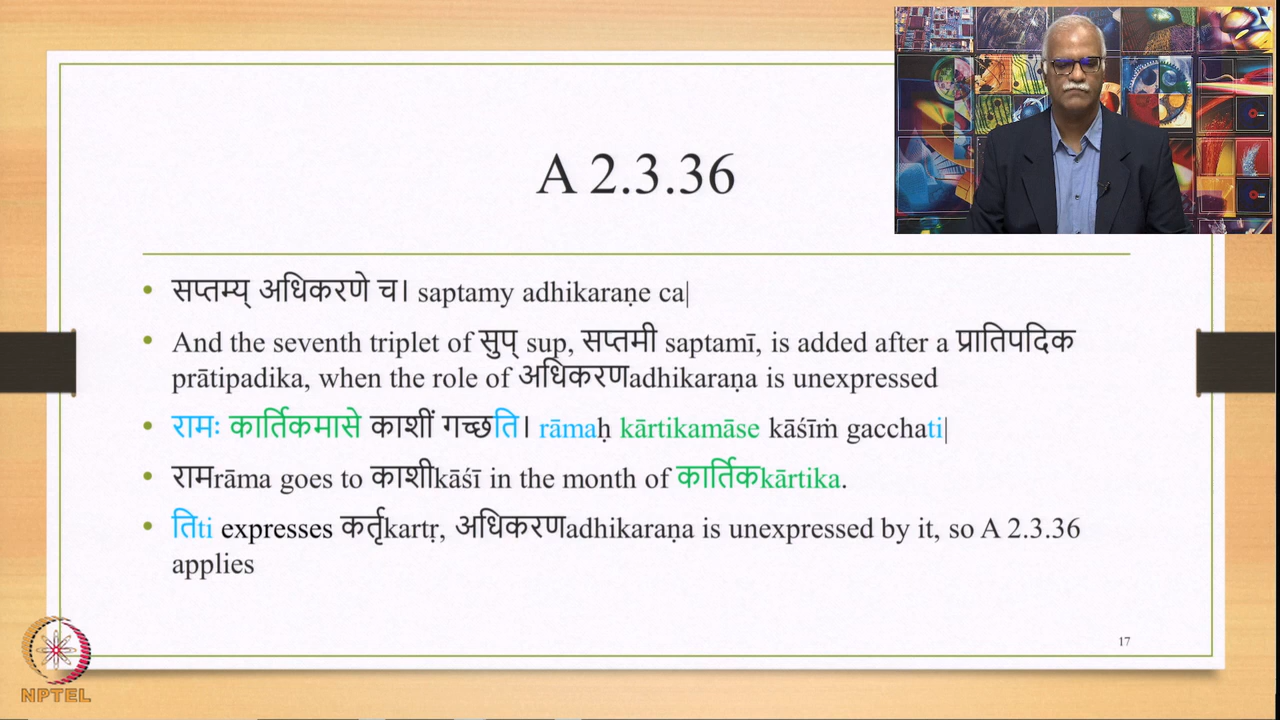 A 2.3.36
सप्तम्य् अधिकरणे च। saptamy adhikaraṇe ca|
And the seventh triplet of सुप् sup, सप्तमी saptamī, is added after a प्रातिपदिक
prātipadika, when the role of अधिकरणadhikaraṇa is unexpressed
रामः कार्तिकमासे काशीं गच्छति। rāmaḥ kārtikamāse kāśīṁ gacchati|
रामrāma goes to काशीkāśī in the month of कार्तिकkārtika.
तिti expresses कर्तृkartṛ, अधिकरणadhikaraṇa is unexpressed by it, so A 2.3.36
applies
17
NPTEL